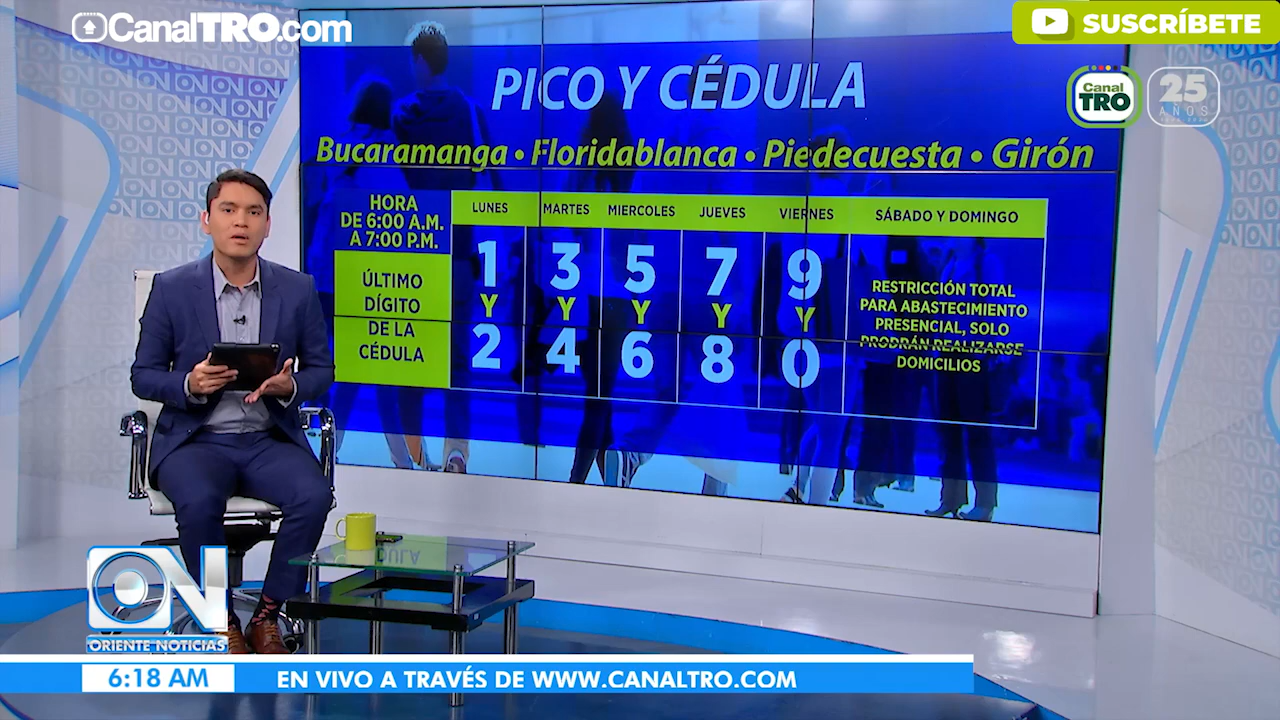 CanalTRO.com
SUSCRÍBETE
Canal
TRO
25
AÑOS
PICO Y CÉDULA
Bucaramanga • Floridablanca • Piedecuesta • Girón
HORA
DE 6:00 A.M.
A 7:00 P.M.
LUNES
MARTES
MIERCOLES
JUEVES
VIERNES
SÁBADO Y DOMINGO
ÚLTIMO
DÍGITO
DE LA
CÉDULA
1
Y
2
3
Y
4
5
Y
6
7
Y
8
9
Y
0
RESTRICCIÓN TOTAL
PARA ABASTECIMIENTO
PRESENCIAL, SOLO
PRODRÁN REALIZARSE
DOMICILIOS
ON
ORIENTE NOTICIAS
6:18 AM
EN VIVO A TRAVÉS DE WWW.CANALTRO.COM